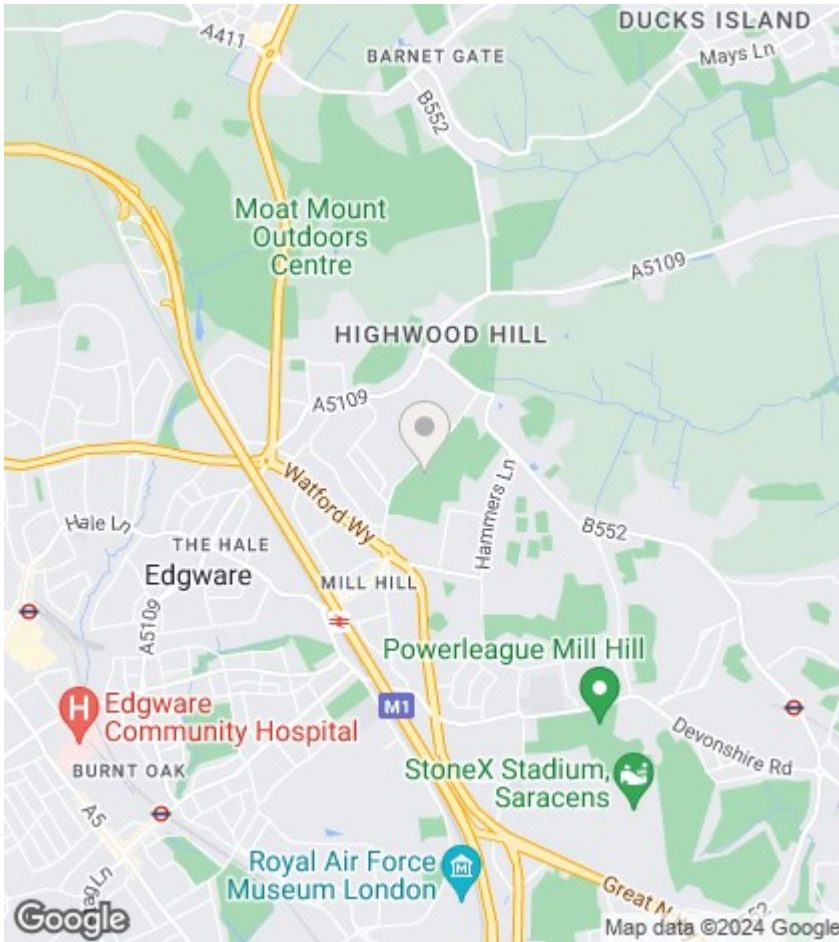 DUCKS ISLAND
A411
BARNET GATE
Mays Ln
B552
Moat Mount
Outdoors
Centre
A5109
HIGHWOOD HILL
A5109
Watford Wy
Hammers Ln
Hale Ln
B552
THE HALE
Edgware
MILL HILL
A5109
Powerleague Mill Hill
H
Edgware
Community Hospital
M1
Devonshire Rd
StoneX Stadium,
Saracens
BURNT OAK
A5
Royal Air Force
Museum London
M
Great N
52
Google
Map data ©2024 Google